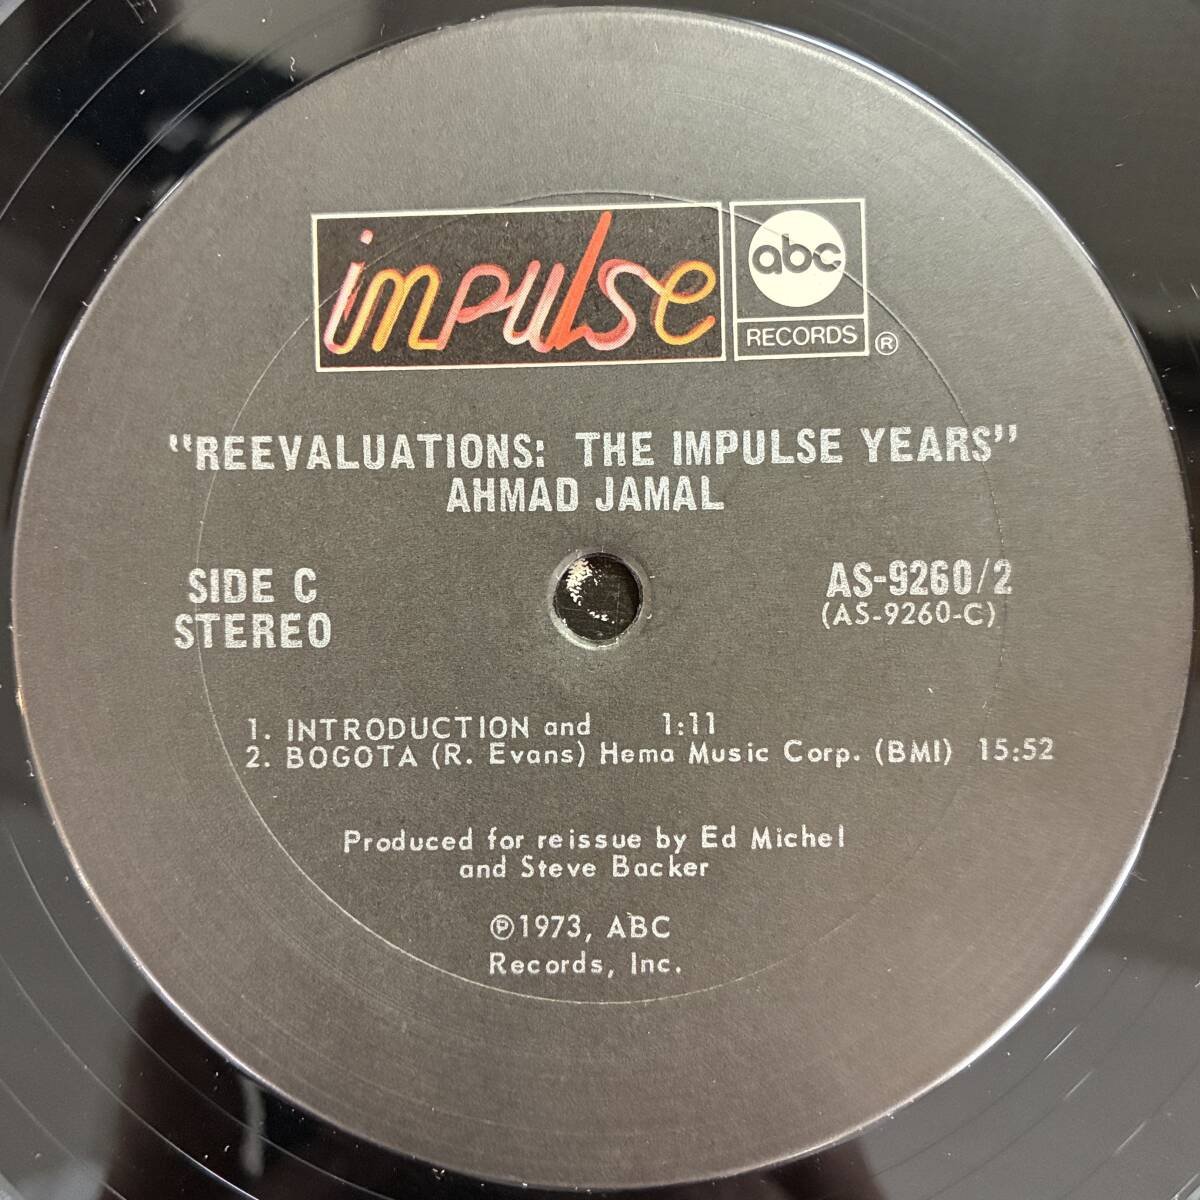 impulse
abc
RECORDS ®
"REEVALUATIONS: THE IMPULSE YEARS"
AHMAD JAMAL
SIDE C
STEREO
AS-9260/2
(AS-9260-C)
1. INTRODUCTION and 1:11
2. BOGOTA (R. Evans) Hema Music Corp. (BMI) 15:52
Produced for reissue by Ed Michel
and Steve Backer
℗1973, ABC
Records, Inc.